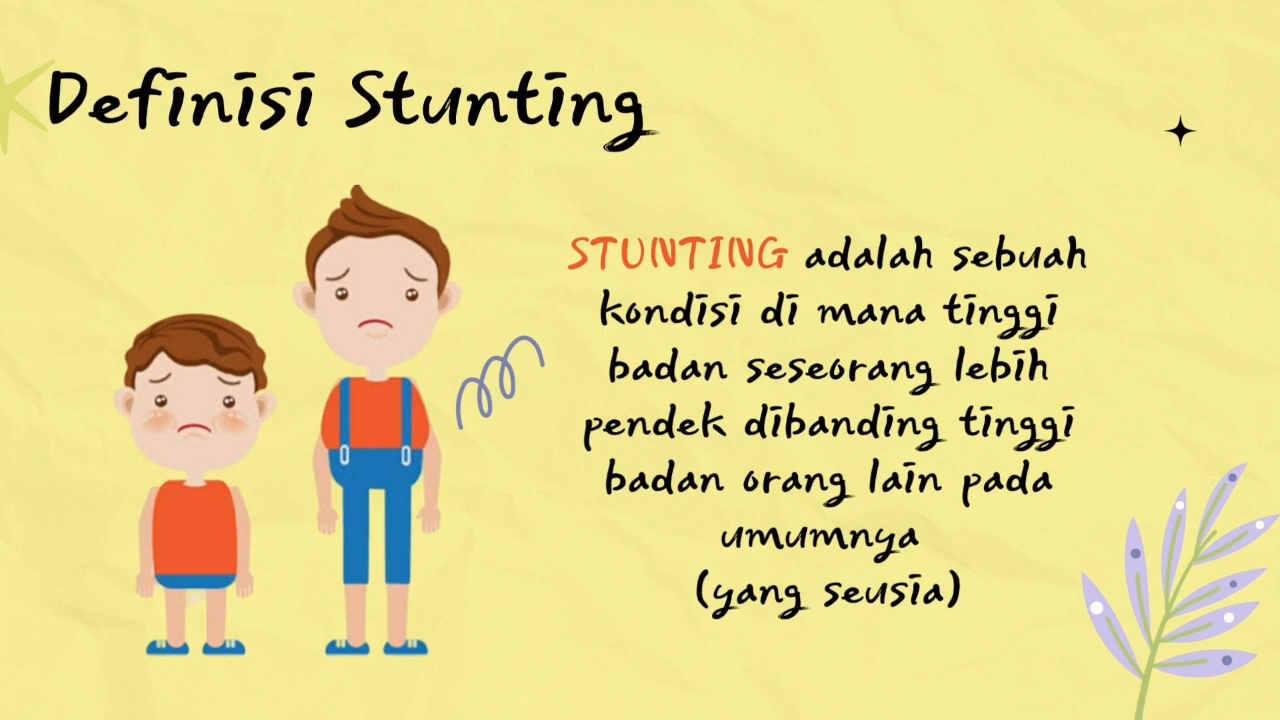 Definisi Stunting
STUNTING adalah sebuah
kondisi di mana tinggi
badan seseorang lebih
pendek dibanding tinggi
badan orang lain pada
umumnya
(yang seusia)